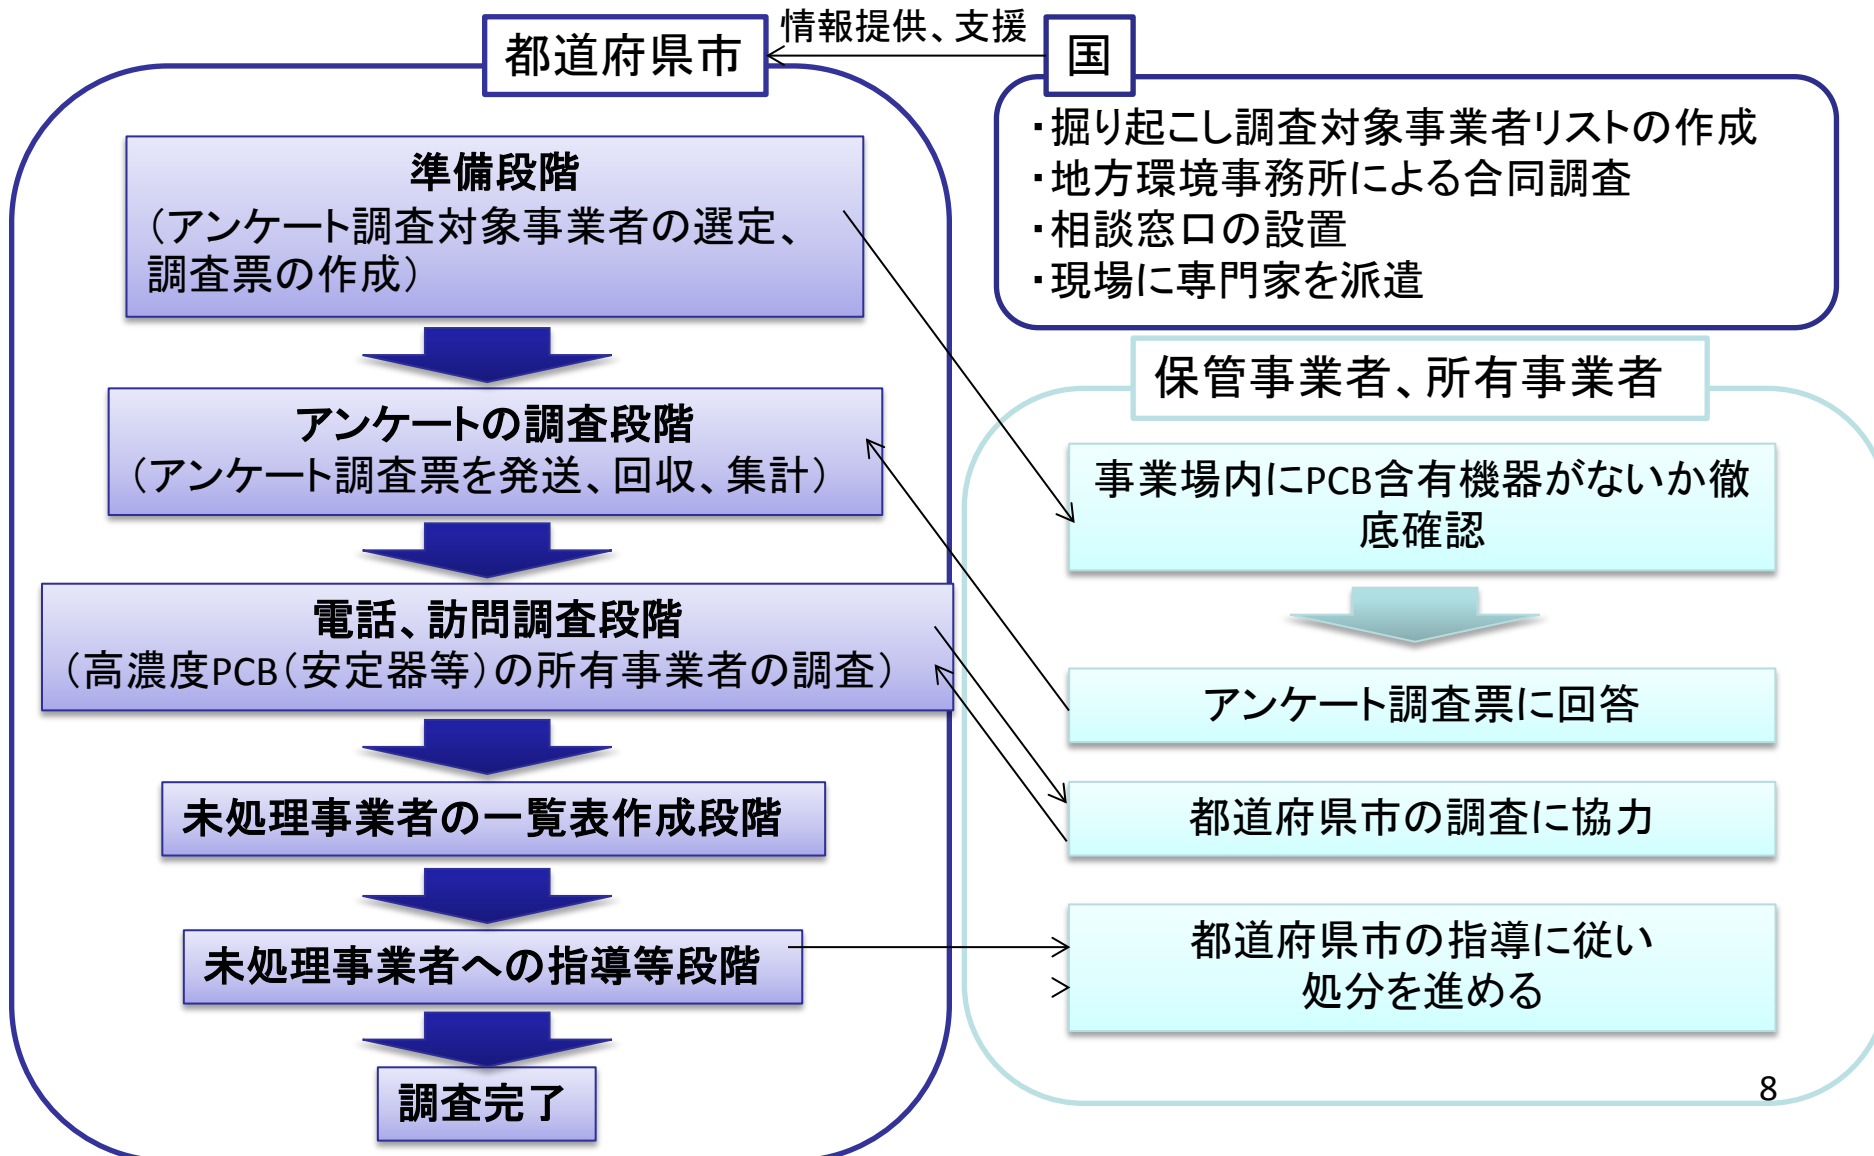 都道府県市
情報提供、支援
国
・掘り起こし調査対象事業者リストの作成
・地方環境事務所による合同調査
・相談窓口の設置
・現場に専門家を派遣
準備段階
（アンケート調査対象事業者の選定、
調査票の作成）
アンケートの調査段階
（アンケート調査票を発送、回収、集計）
電話、訪問調査段階
（高濃度PCB（安定器等）の所有事業者の調査）
未処理事業者の一覧表作成段階
未処理事業者への指導等段階
調査完了
保管事業者、所有事業者
事業場内にPCB含有機器がないか徹
底確認
アンケート調査票に回答
都道府県市の調査に協力
都道府県市の指導に従い
処分を進める
8